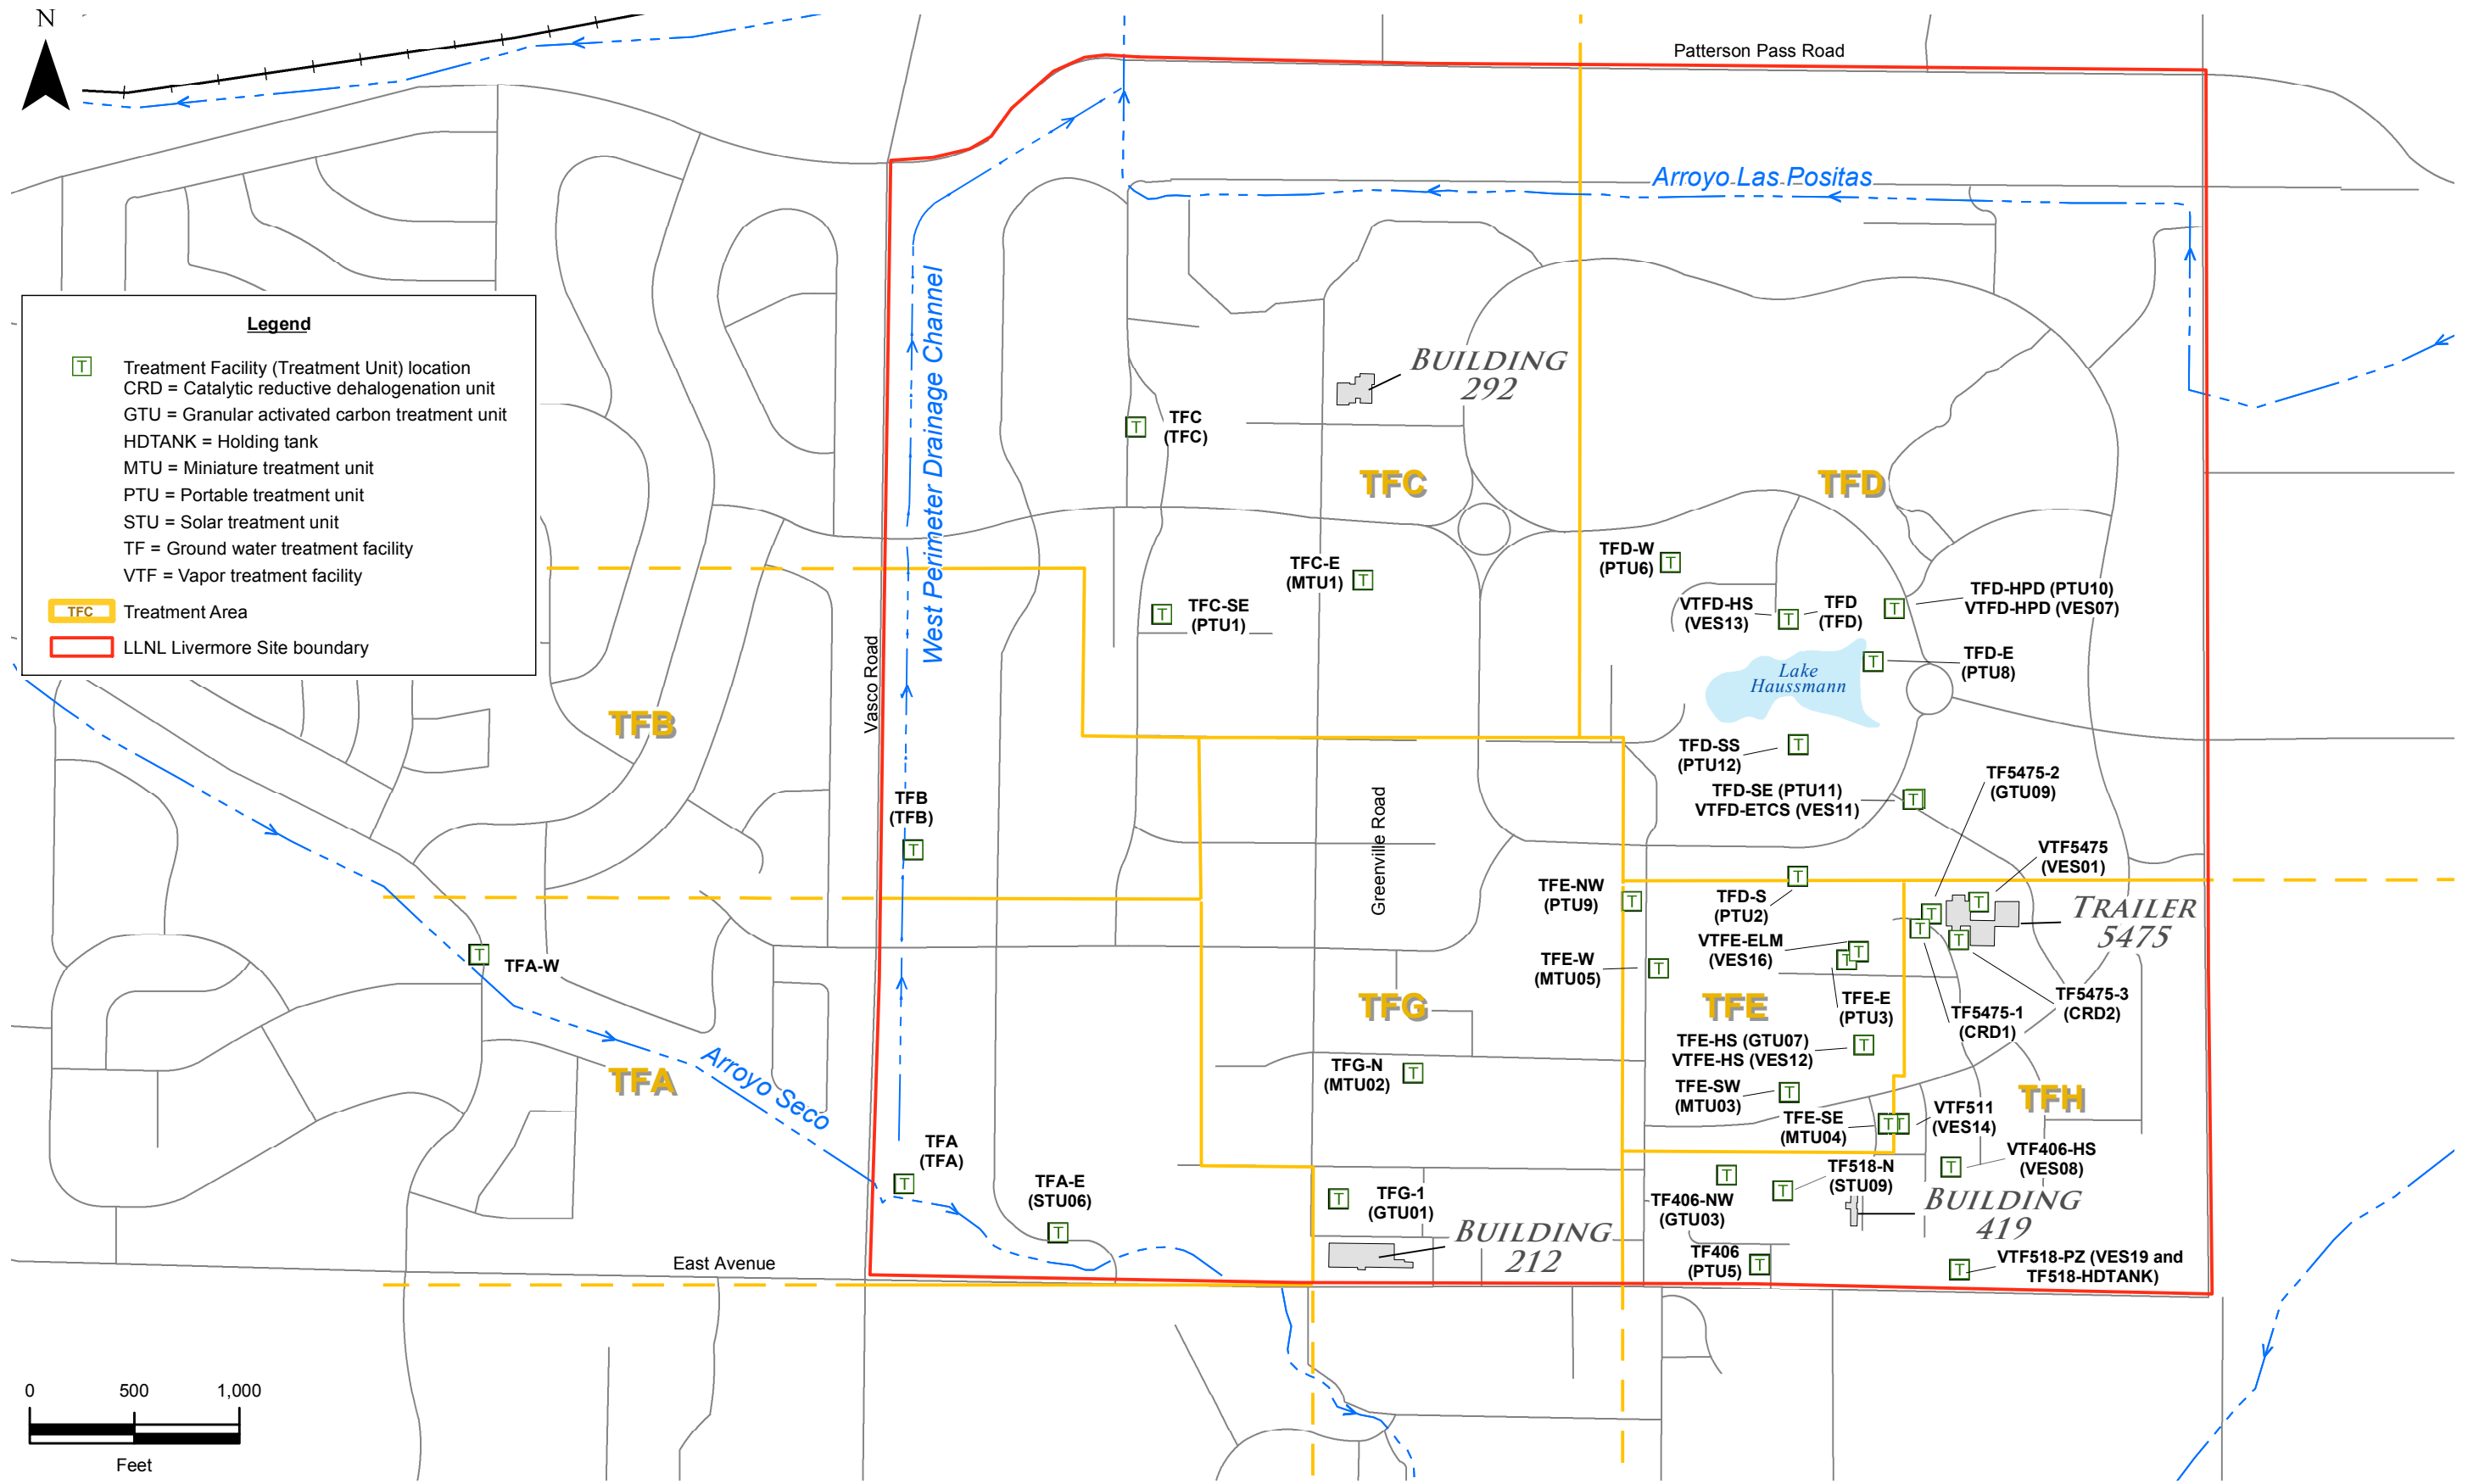 N
Patterson Pass Road
Arroyo Las Positas
West Perimeter Drainage Channel
Legend
T Treatment Facility (Treatment Unit) location
CRD = Catalytic reductive dehalogenation unit
GTU = Granular activated carbon treatment unit
HDTANK = Holding tank
MTU = Miniature treatment unit
PTU = Portable treatment unit
STU = Solar treatment unit
TF = Ground water treatment facility
VTF = Vapor treatment facility
TFC Treatment Area
LLNL Livermore Site boundary
BUILDING
292
T TFC
(TFC)
TFC
TFD
TFC-E
(MTU1) T
TFD-W
(PTU6) T
T TFC-SE
(PTU1)
VTFD-HS
(VES13) T
TFD
(TFD)
T TFD-HPD (PTU10)
VTFD-HPD (VES07)
T TFD-E
(PTU8)
Lake
Haussmann
Vasco Road
TFB
TFD-SS
(PTU12) T
TFD-SE (PTU11)
VTFD-ETCS (VES11) T
TF5475-2
(GTU09)
T
TFB
(TFB)
T
Greenville Road
VTF5475
(VES01)
T
TFE-NW
(PTU9) T
TFD-S
(PTU2) T
TRAILER
5475
VTFE-ELM
(VES16) T
TFE-W
(MTU05) T
TFA-W
T
TFG
TFE
TFE-E
(PTU3)
T
TF5475-1
(CRD1)
T
TF5475-3
(CRD2)
T
TFE-HS (GTU07)
VTFE-HS (VES12) T
TFA
Arroyo Seco
TFG-N
(MTU02) T
TFE-SW
(MTU03) T
TFH
TFE-SE
(MTU04) T
T VTF511
(VES14)
TFA
(TFA)
T
TFA-E
(STU06)
T
T TFG-1
(GTU01)
T
TF406-NW
(GTU03)
T TF518-N
(STU09)
T VTF406-HS
(VES08)
BUILDING
419
BUILDING
212
TF406
(PTU5) T
T VTF518-PZ (VES19 and
TF518-HDTANK)
East Avenue
0 500 1,000
Feet